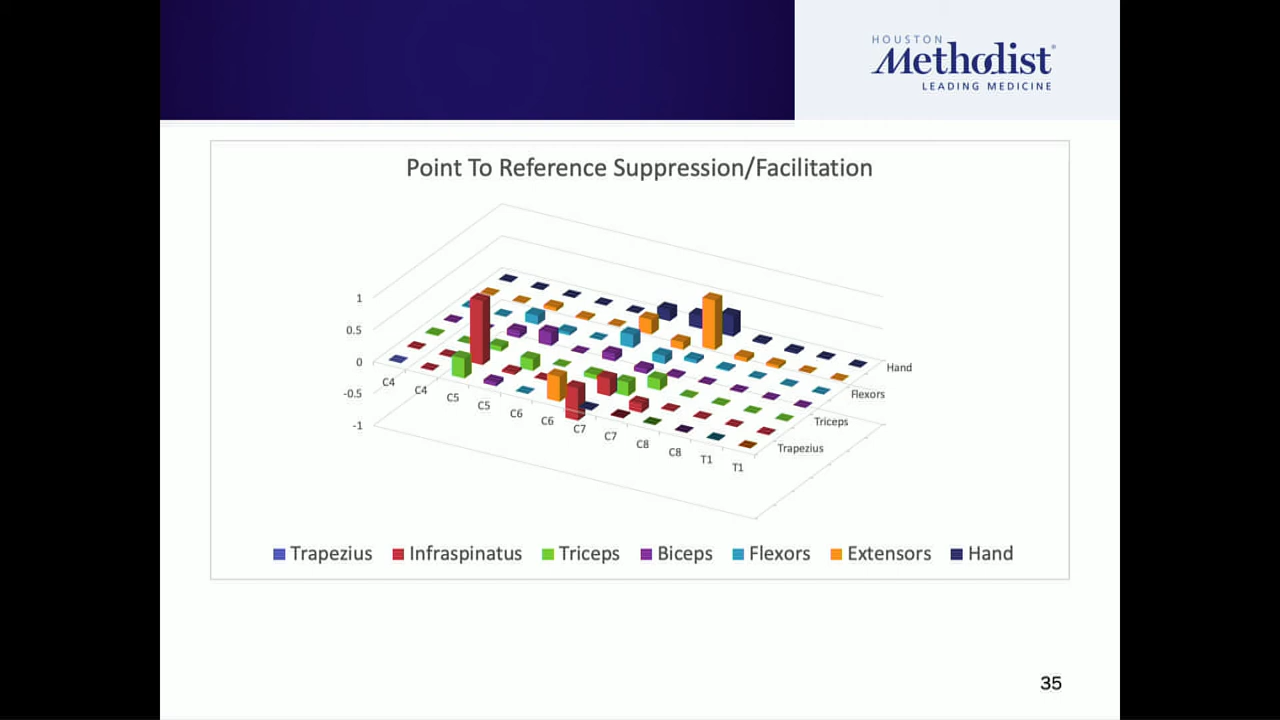 HOUSTON
Methodist®
LEADING MEDICINE
Point To Reference Suppression/Facilitation
1
0.5
0
-0.5
-1
C4
C4
C5
C5
C6
C6
C7
C7
C8
C8
T1
T1
Hand
Flexors
Triceps
Trapezius
Trapezius Infraspinatus Triceps Biceps Flexors Extensors Hand
35